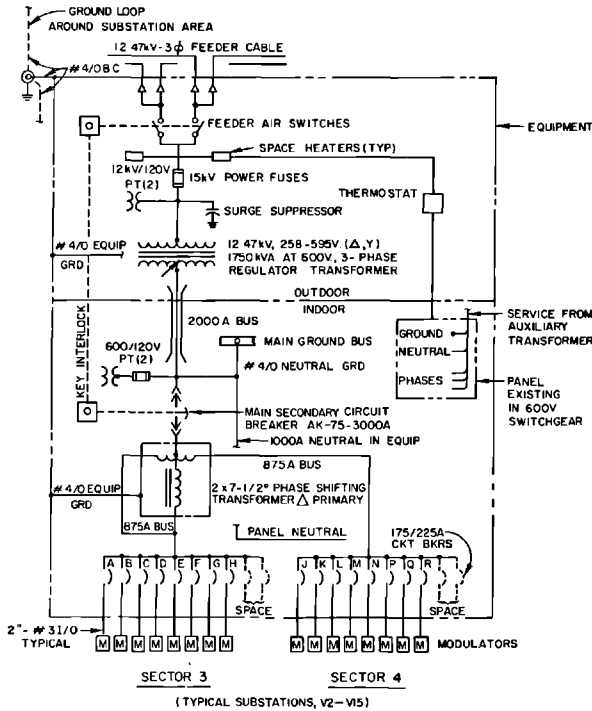 GROUND LOOP
AROUND SUBSTATION AREA
12 47kV-3ϕ FEEDER CABLE
#4/0 B C
FEEDER AIR SWITCHES
EQUIPMENT
SPACE HEATERS (TYP)
12kV/120V
PT(2)
15kV POWER FUSES
THERMOSTAT
SURGE SUPPRESSOR
#4/0 EQUIP
GRD
12 47kV, 258-595V. (Δ,Y)
1750 kVA AT 600V, 3-PHASE
REGULATOR TRANSFORMER
OUTDOOR
INDOOR
KEY INTERLOCK
2000A BUS
SERVICE FROM
AUXILIARY
TRANSFORMER
600/120V
PT(2)
MAIN GROUND BUS
GROUND
NEUTRAL
PHASES
#4/0 NEUTRAL GRD
PANEL
EXISTING
IN 600V
SWITCHGEAR
MAIN SECONDARY CIRCUIT
BREAKER AK-75-3000A
1000A NEUTRAL IN EQUIP
875A BUS
#4/0 EQUIP
GRD
2 x 7-1/2° PHASE SHIFTING
TRANSFORMER Δ PRIMARY
875A BUS
PANEL NEUTRAL
175/225A
CKT BKRS
A B C D E F G H
J K L M N P Q R
SPACE
SPACE
2"-#3 1/0
TYPICAL
M M M M M M M M
M M M M M M M M
MODULATORS
SECTOR 3
SECTOR 4
(TYPICAL SUBSTATIONS, V2-V15)